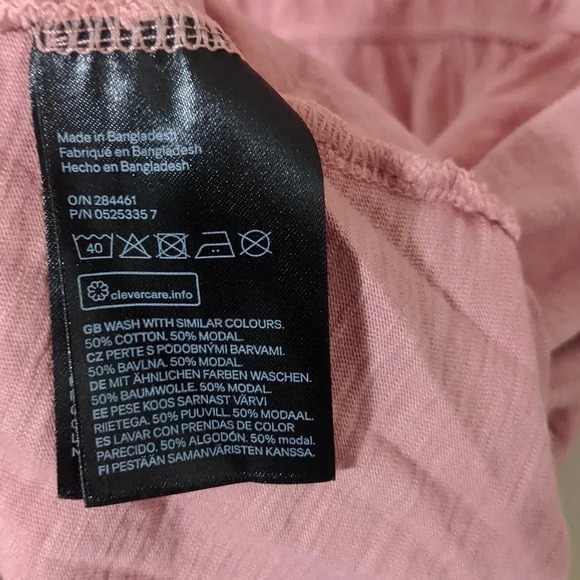 Made in Bangladesh
Fabriqué en Bangladesh
Hecho en Bangladesh
O/N 284461
P/N 0525335 7
40
clevercare.info
GB WASH WITH SIMILAR COLOURS.
50% COTTON. 50% MODAL.
CZ PERTE S PODOBNÝMI BARVAMI.
50% BAVLNA. 50% MODAL.
DE MIT ÄHNLICHEN FARBEN WASCHEN.
50% BAUMWOLLE. 50% MODAL.
EE PESE KOOS SARNAST VÄRVI
RIIETEGA. 50% PUUVILL. 50% MODAAL.
ES LAVAR CON PRENDAS DE COLOR
PARECIDO. 50% ALGODÓN. 50% modal.
FI PESTÄÄN SAMANVÄRISTEN KANSSA.